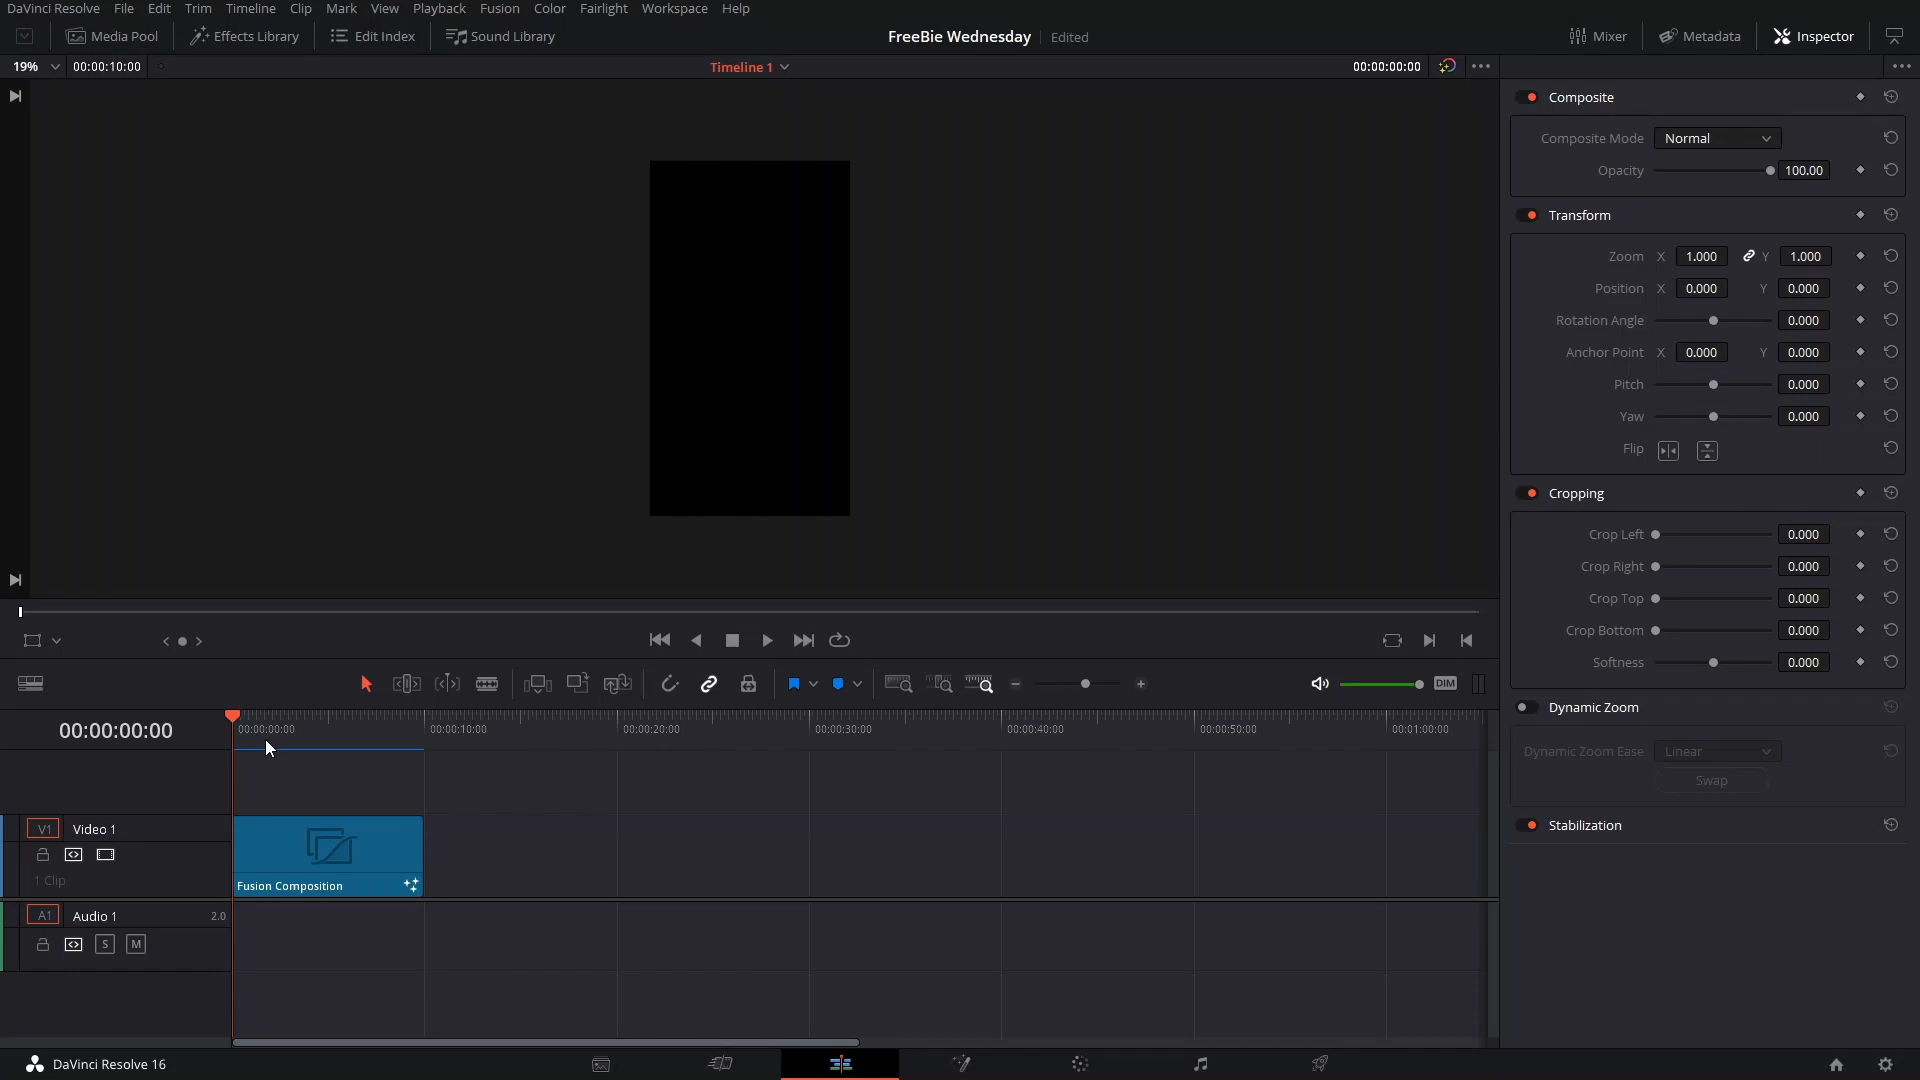 DaVinci Resolve File Edit Trim Timeline Clip Mark View Playback Fusion Color Fairlight Workspace Help
Media Pool Effects Library Edit Index Sound Library FreeBie Wednesday Edited Mixer Metadata Inspector
19% 00:00:10:00 Timeline 1 00:00:00:00
Composite
Composite Mode Normal
Opacity 100.00
Transform
Zoom X 1.000 Y 1.000
Position X 0.000 Y 0.000
Rotation Angle 0.000
Anchor Point X 0.000 Y 0.000
Pitch 0.000
Yaw 0.000
Flip
Cropping
Crop Left 0.000
Crop Right 0.000
Crop Top 0.000
Crop Bottom 0.000
Softness 0.000
Dynamic Zoom
Dynamic Zoom Ease Linear
Swap
Stabilization
DIM
00:00:00:00 00:00:00:00 00:00:10:00 00:00:20:00 00:00:30:00 00:00:40:00 00:00:50:00 00:01:00:00
V1 Video 1
1 Clip
Fusion Composition
A1 Audio 1 2.0
S M
DaVinci Resolve 16